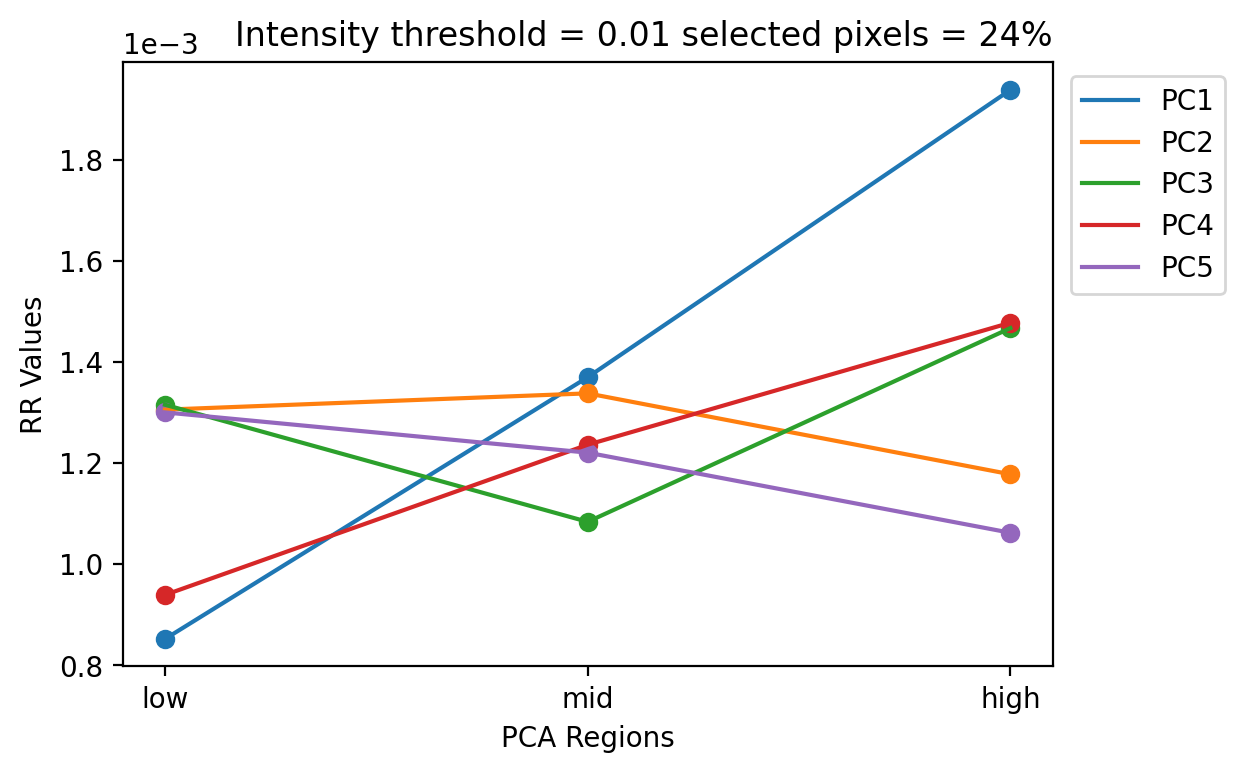 Intensity threshold = 0.01 selected pixels = 24%
1e−3
1.8
1.6
1.4
1.2
1.0
0.8
RR Values
low
mid
high
PCA Regions
PC1
PC2
PC3
PC4
PC5